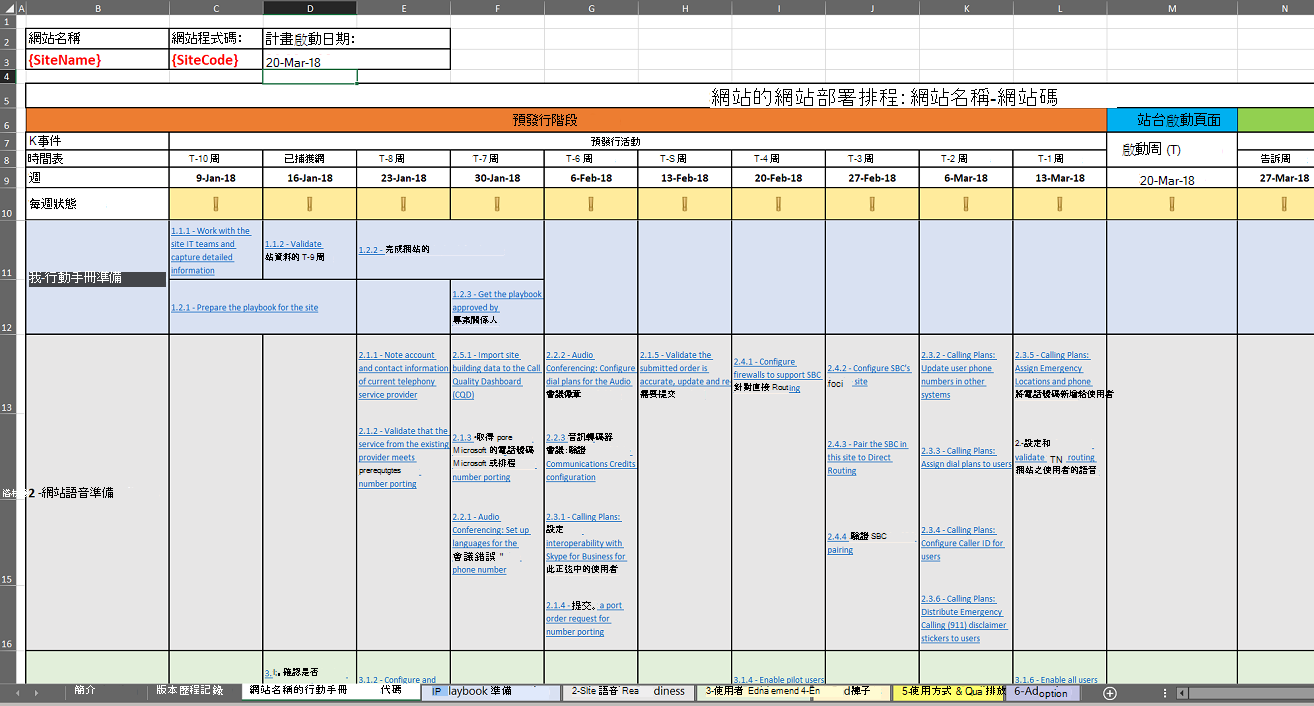 A B C D E F G H I J K L M N
1
2 網站名稱 網站程式碼: 計畫啟動日期:
3 {SiteName} {SiteCode} 20-Mar-18
4
5 網站的網站部署排程: 網站名稱-網站碼
6 預發行階段 站台啟動頁面
7 K事件 預發行活動
啟動周 (T)
8 時間表 T-10 周 已捕獲網 T-8 周 T-7 周 T-6 周 T-S 周 T-4 周 T-3 周 T-2 周 T-1 周 告訴周
9 週 9-Jan-18 16-Jan-18 23-Jan-18 30-Jan-18 6-Feb-18 13-Feb-18 20-Feb-18 27-Feb-18 6-Mar-18 13-Mar-18 20-Mar-18 27-Mar-18
10 每週狀態
11 我-行動手冊準備
1.1.1 - Work with the
site IT teams and
capture detailed
information
1.1.2 - Validate
站資料的 T-9 周
1.2.2 - 完成網站的
12
1.2.1 - Prepare the playbook for the site
1.2.3 - Get the playbook
approved by
專案關係人
13
2 -網站語音準備
2.1.1 - Note account
and contact information
of current telephony
service provider
2.1.2 - Validate that the
service from the existing
provider meets
prerequtgtes
number porting
2.5.1 - Import site
building data to the Call
Quality Dashboard
(CQD)
2.1.3 •取得 pore
Microsoft 的電話號碼
Microsoft 或排程
number porting
2.2.1 - Audio
Conferencing: Set up
languages for the
會議錯誤 "
phone number
2.2.2 - Audio
Conferencing: Configure
dial plans for the Audio
會議徽章
2.2.3 音訊轉碼器
會議:驗證
Communications Credits
configuration
2.3.1 - Calling Plans:
設定
interoperability with
Skype for Business for
此正弦中的使用者
2.1.4 - 提交。a port
order request for
number porting
2.1.5 - Validate the
submitted order is
accurate, update and re
需要提交
2.4.1 - Configure
firewalls to support SBC
針對直接 Routing
2.4.2 - Configure SBC's
foci site
2.4.3 - Pair the SBC in
this site to Direct
Routing
2.4.4 驗證 SBC
pairing
2.3.2 - Calling Plans:
Update user phone
numbers in other
systems
2.3.3 - Calling Plans:
Assign dial plans to users
2.3.4 - Calling Plans:
Configure Caller ID for
users
2.3.6 - Calling Plans:
Distribute Emergency
Calling (911) disclaimer
stickers to users
2.3.5 - Calling Plans:
Assign Emergency
Locations and phone
將電話號碼新增給使用者
2.-設定和
validate TN routing
網站之使用者的語音
15
16
確認是否
3.1.2 - Configure and
3.1.4 - Enable pilot users
3.1.6 - Enable all users
簡介 版本歷程記錄 網站名稱的行動手冊 代碼 IP laybook 準備 2-SIte 語音 Rea diness 3-使用者 Edna emend 4-En d樓子 5-使用方式 & Qua 排放 6-Adoption